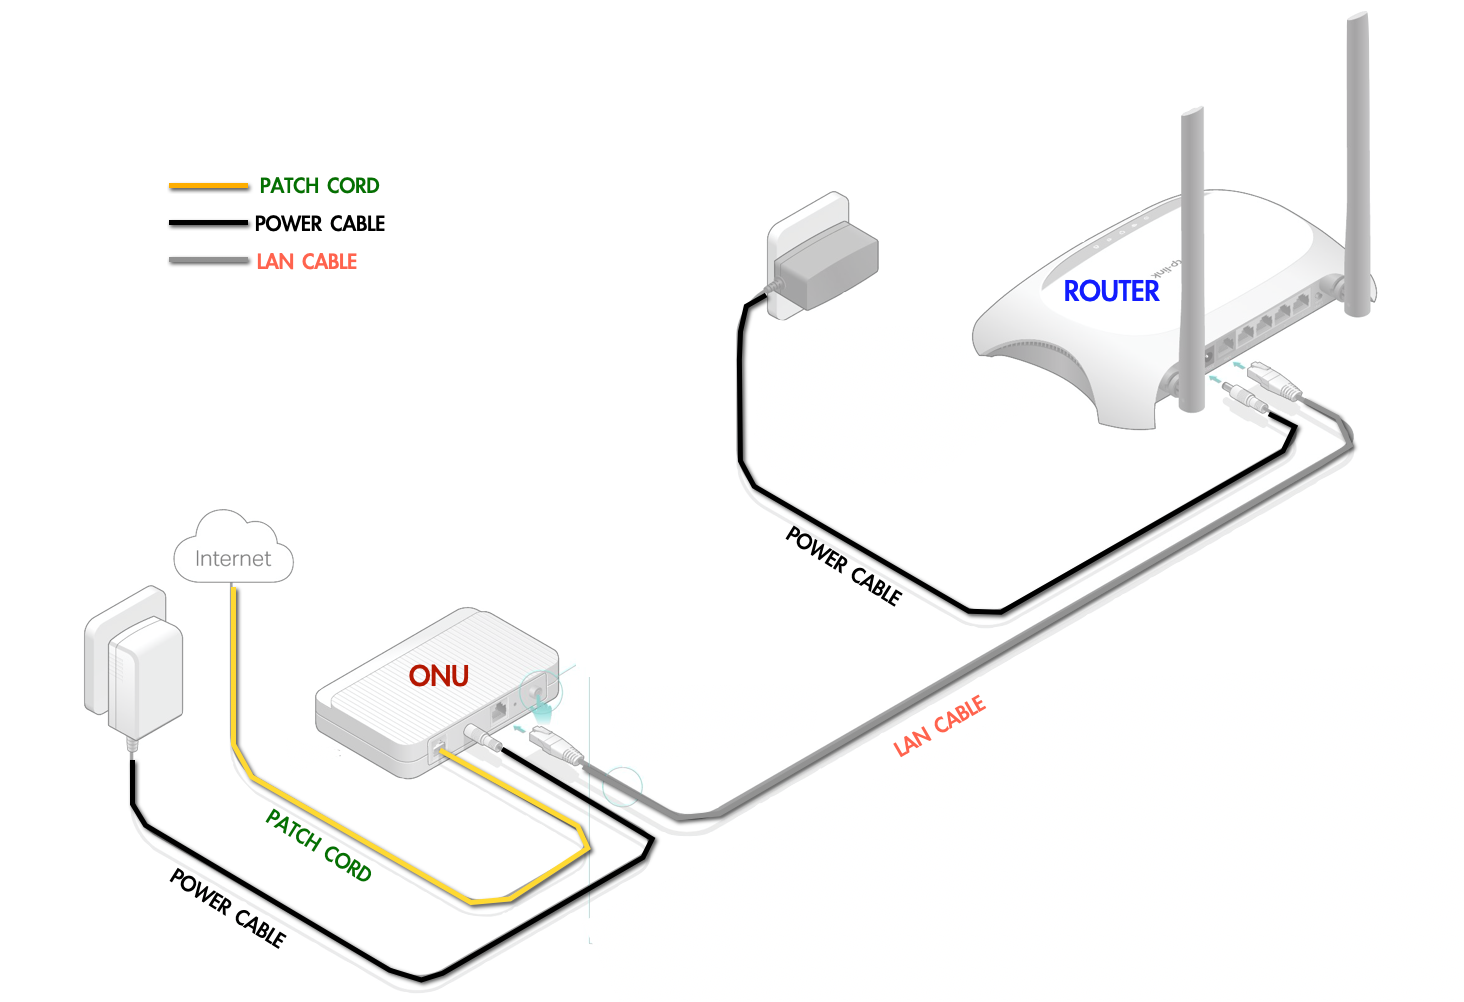 PATCH CORD
POWER CABLE
LAN CABLE
tp-link
ROUTER
POWER CABLE
Internet
ONU
LAN CABLE
PATCH CORD
POWER CABLE